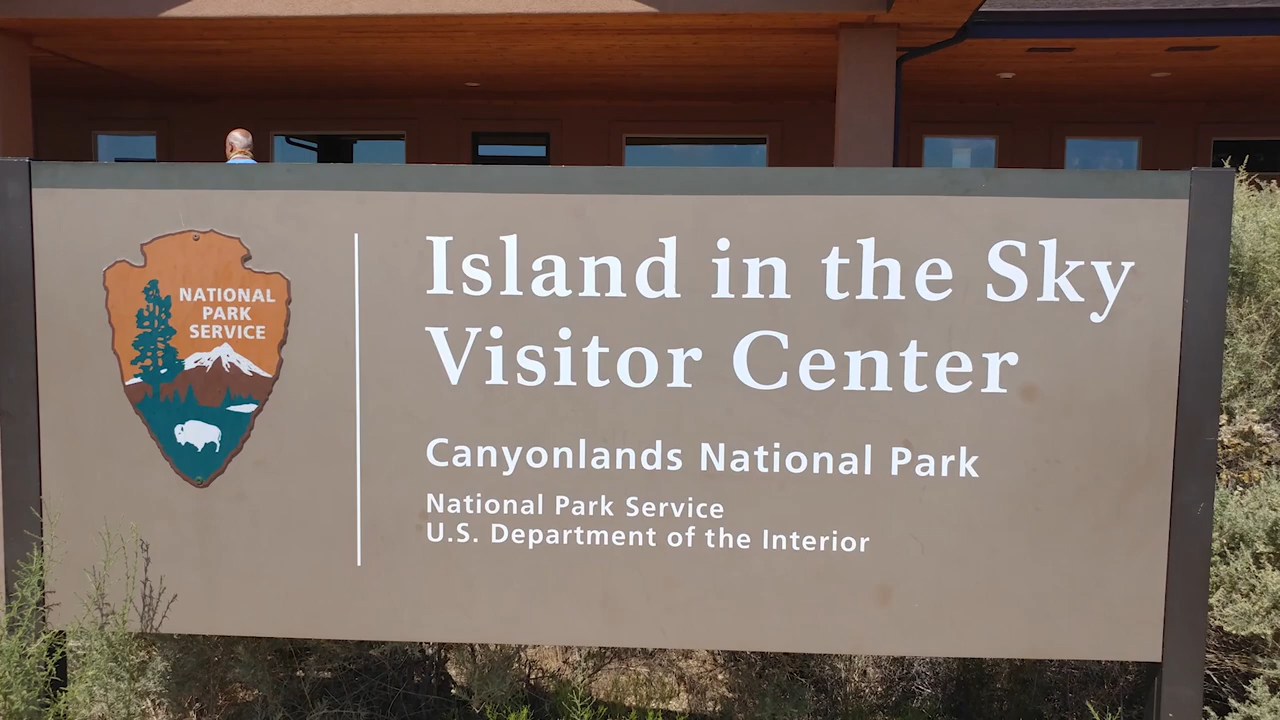 NATIONAL
PARK
SERVICE
Island in the Sky
Visitor Center
Canyonlands National Park
National Park Service
U.S. Department of the Interior